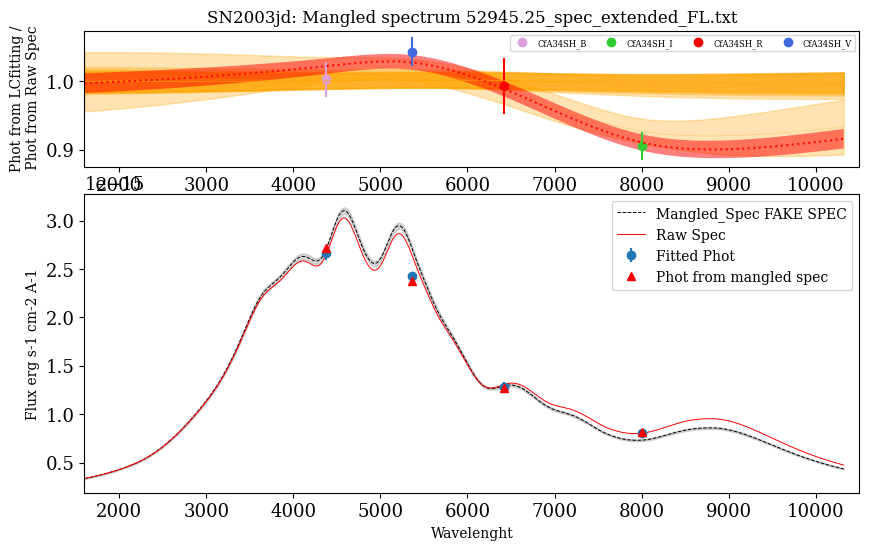 SN2003jd: Mangled spectrum 52945.25_spec_extended_FL.txt
Phot from LCfitting /
Phot from Raw Spec
1.0
0.9
CfA34SH_B
CfA34SH_I
CfA34SH_R
CfA34SH_V
2000 3000 4000 5000 6000 7000 8000 9000 10000
1e−15
Flux erg s-1 cm-2 A-1
3.0
2.5
2.0
1.5
1.0
0.5
Mangled_Spec FAKE SPEC
Raw Spec
Fitted Phot
Phot from mangled spec
2000 3000 4000 5000 6000 7000 8000 9000 10000
Wavelenght